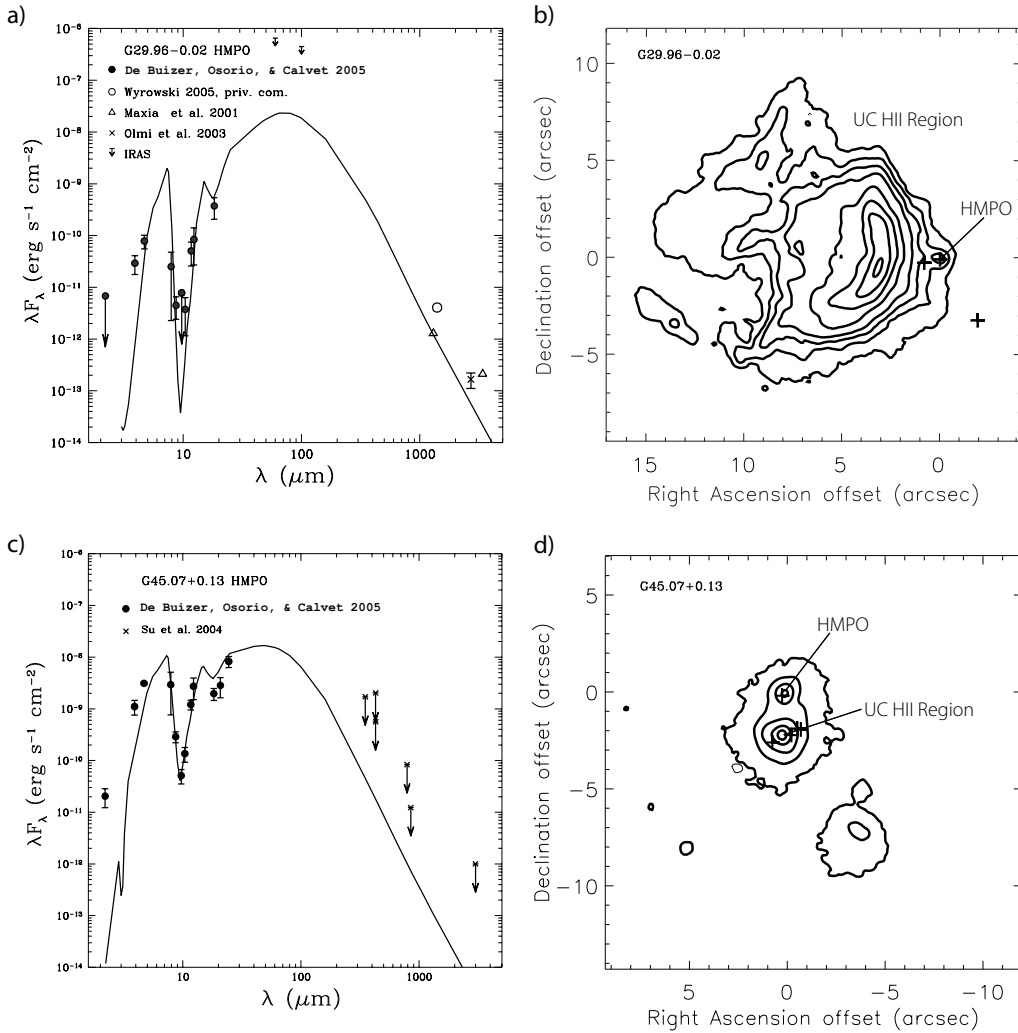 a)
10⁻⁶
10⁻⁷
10⁻⁸
10⁻⁹
10⁻¹⁰
10⁻¹¹
10⁻¹²
10⁻¹³
10⁻¹⁴
λFλ (erg s⁻¹ cm⁻²)
G29.96−0.02 HMPO
De Buizer, Osorio, & Calvet 2005
Wyrowski 2005, priv. com.
Maxia et al. 2001
Olmi et al. 2003
IRAS
10 100 1000
λ (μm)
b)
G29.96−0.02
UC HII Region
HMPO
10
5
0
−5
Declination offset (arcsec)
15 10 5 0
Right Ascension offset (arcsec)
c)
10⁻⁶
10⁻⁷
10⁻⁸
10⁻⁹
10⁻¹⁰
10⁻¹¹
10⁻¹²
10⁻¹³
10⁻¹⁴
λFλ (erg s⁻¹ cm⁻²)
G45.07+0.13 HMPO
De Buizer, Osorio, & Calvet 2005
Su et al. 2004
10 100 1000
λ (μm)
d)
G45.07+0.13
HMPO
UC HII Region
5
0
−5
−10
Declination offset (arcsec)
5 0 −5 −10
Right Ascension offset (arcsec)